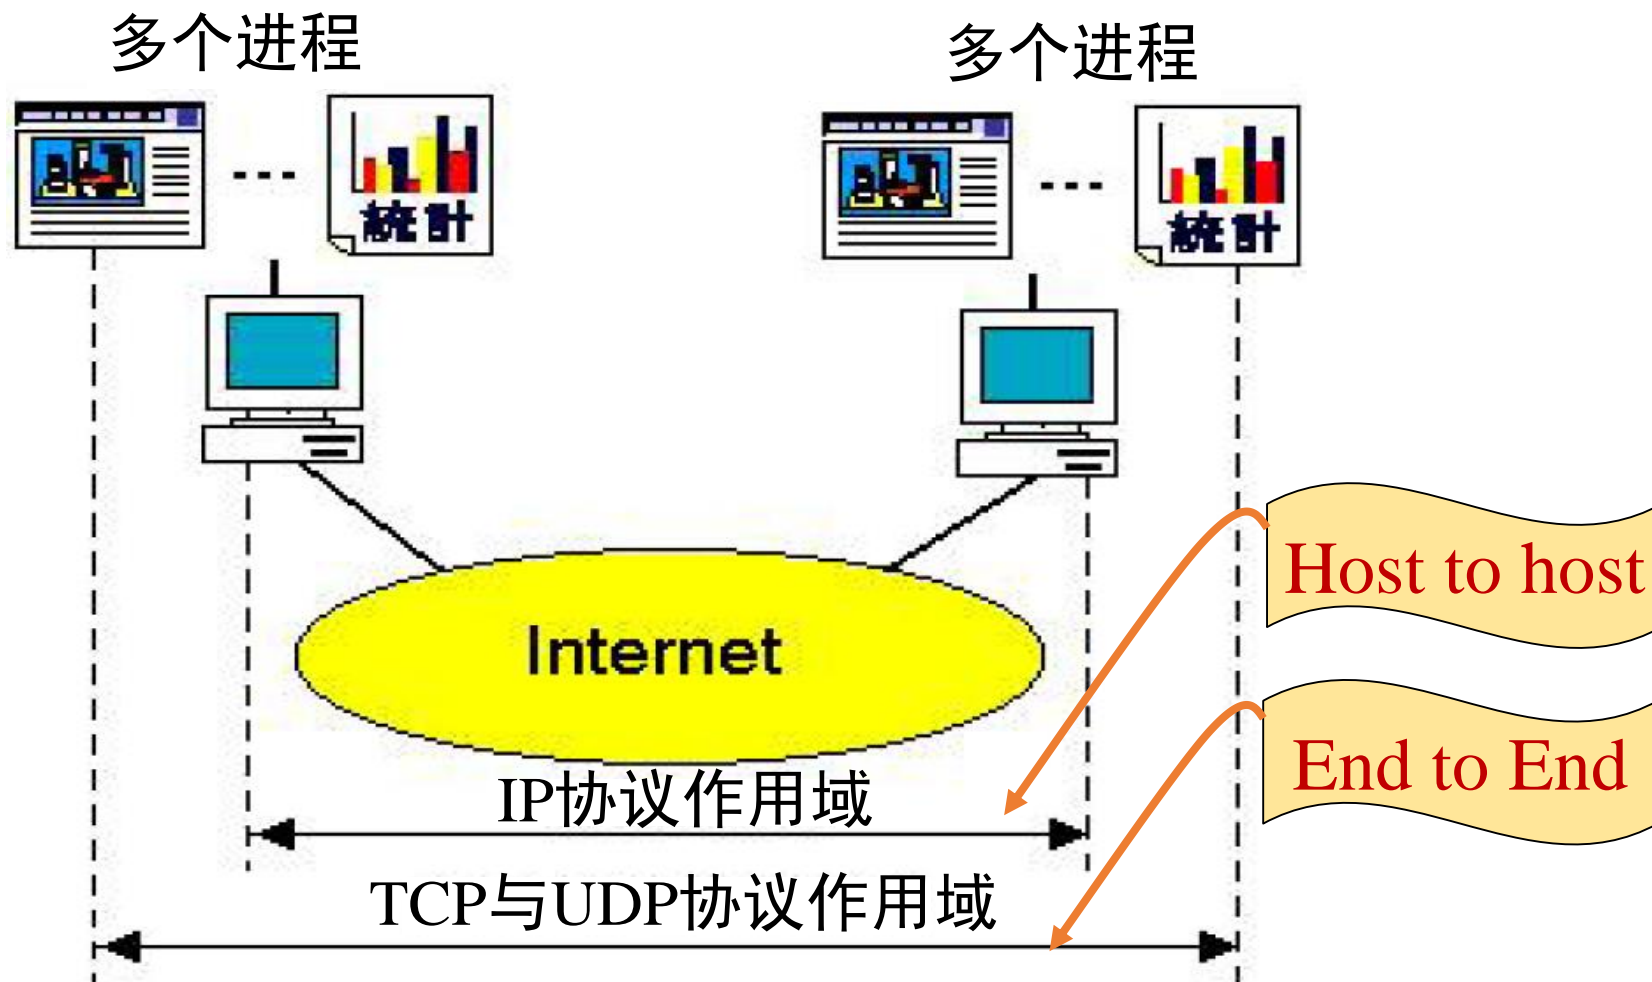 多个进程
多个进程
統計
統計
Host to host
Internet
End to End
IP协议作用域
TCP与UDP协议作用域